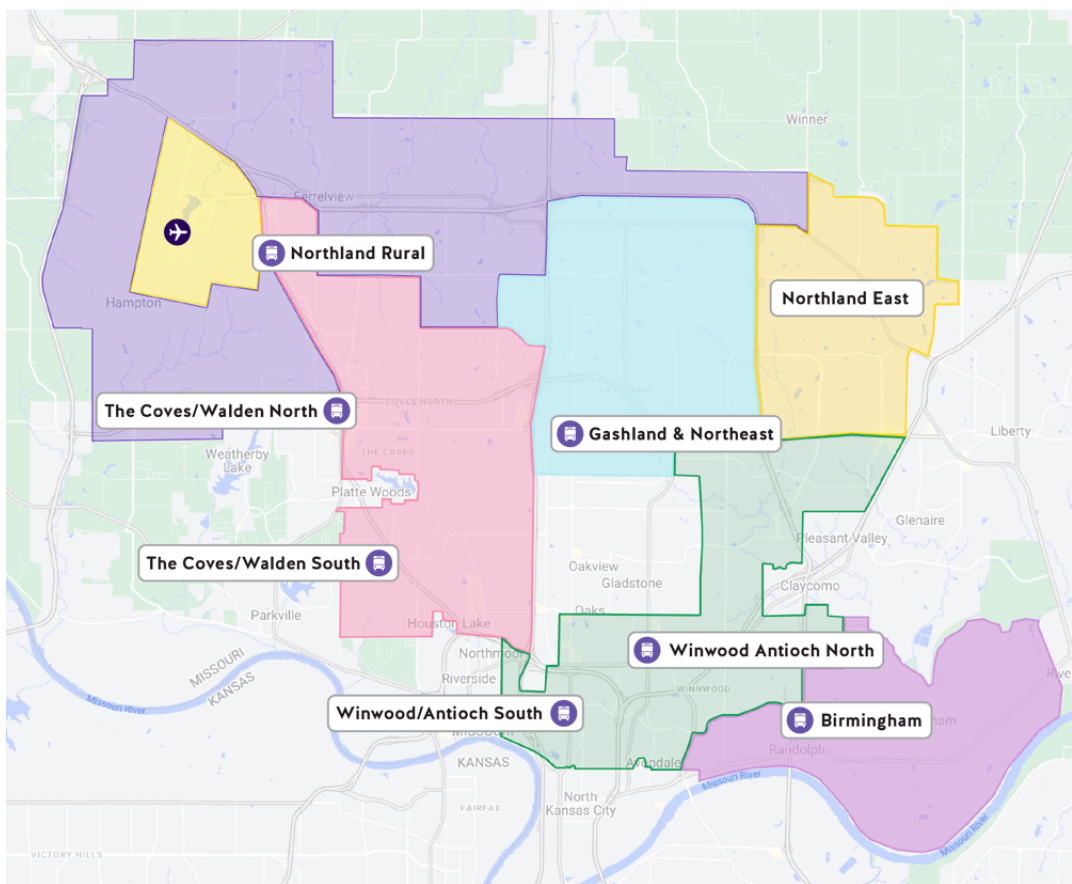 Winner
Ferrelview
Northland Rural
Northland East
Hampton
The Coves/Walden North
COVES NORTH
GASHLAND
Gashland & Northeast
Liberty
THE COVES
Weatherby
Lake
Platte Woods
Glenaire
Pleasant Valley
The Coves/Walden South
Oakview
Gladstone
Claycomo
Oaks
Parkville
Houston Lake
MISSOURI
KANSAS
Northmoor
Winwood Antioch North
Riverside
River
Missouri River
WINNWOOD
Winwood/Antioch South
Birmingham
Randolph
KANSAS
Avondale
Missouri River
North
Kansas City
FAIRFAX
VICTORY HILLS